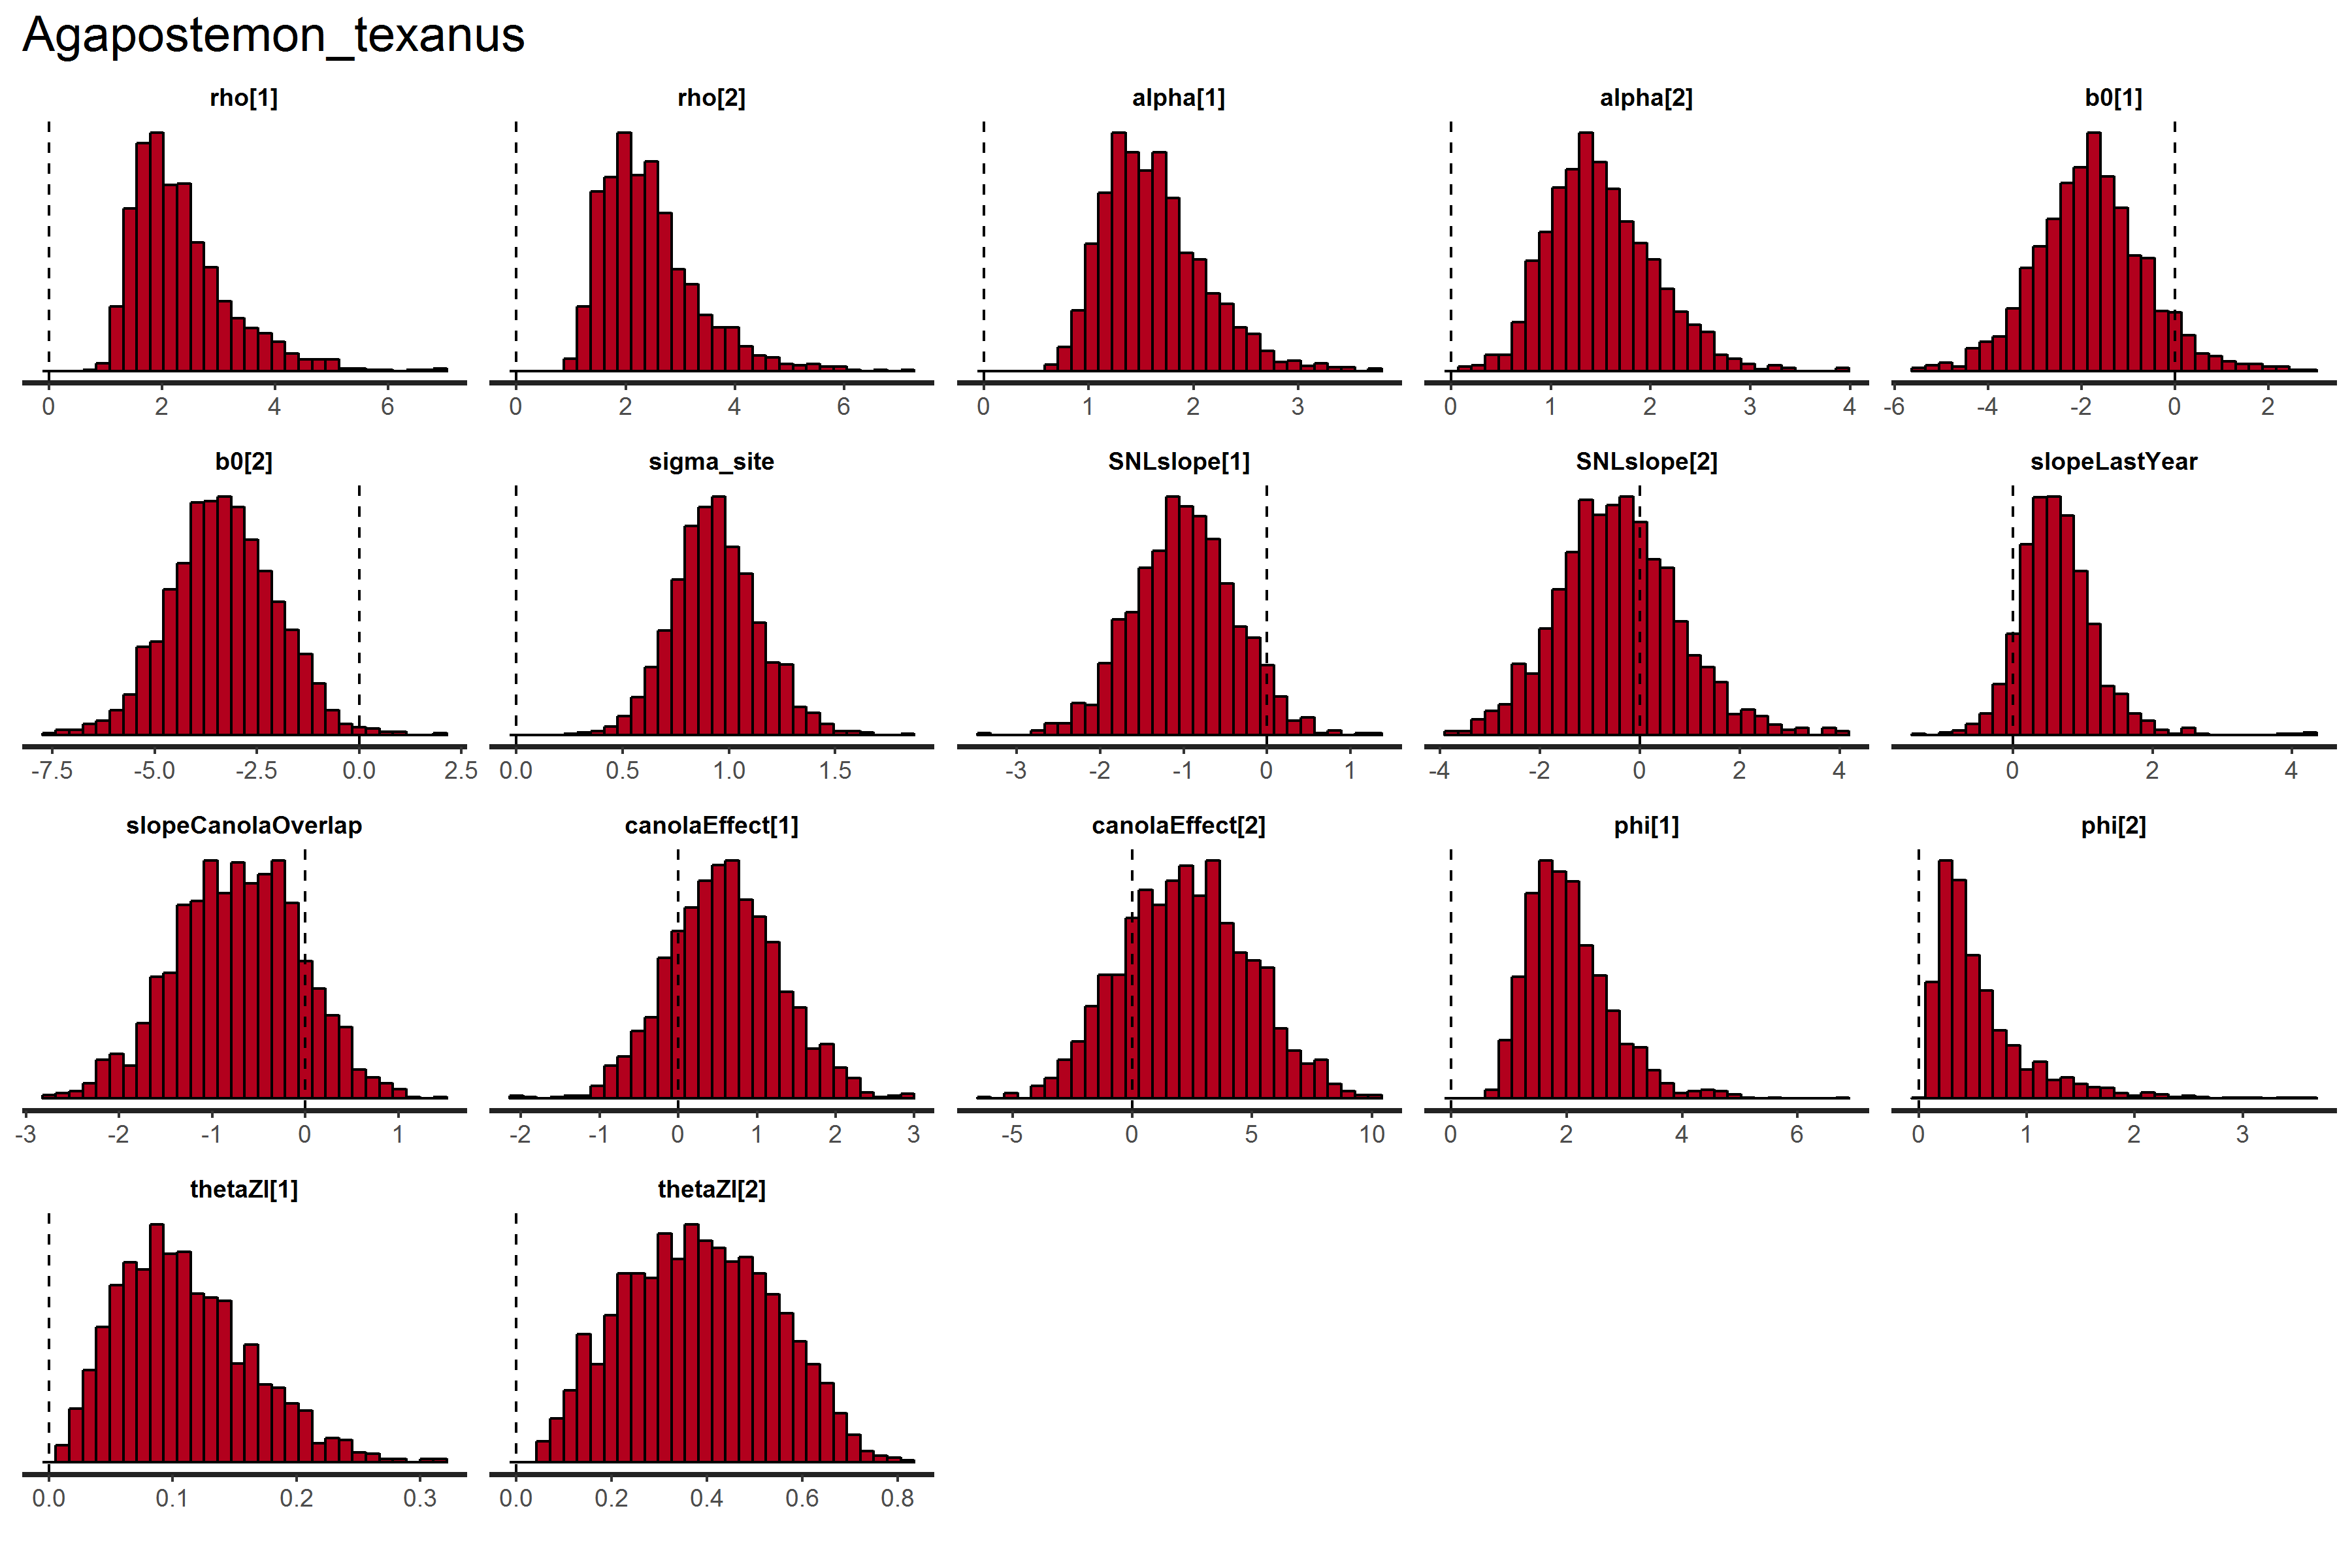 Agapostemon_texanus
rho[1] rho[2] alpha[1] alpha[2] b0[1]
0 2 4 6 0 2 4 6 0 1 2 3 0 1 2 3 4 -6 -4 -2 0 2
b0[2] sigma_site SNLslope[1] SNLslope[2] slopeLastYear
-7.5 -5.0 -2.5 0.0 2.5 0.0 0.5 1.0 1.5 -3 -2 -1 0 1 -4 -2 0 2 4 0 2 4
slopeCanolaOverlap canolaEffect[1] canolaEffect[2] phi[1] phi[2]
-3 -2 -1 0 1 -2 -1 0 1 2 3 -5 0 5 10 0 2 4 6 0 1 2 3
thetaZI[1] thetaZI[2]
0.0 0.1 0.2 0.3 0.0 0.2 0.4 0.6 0.8